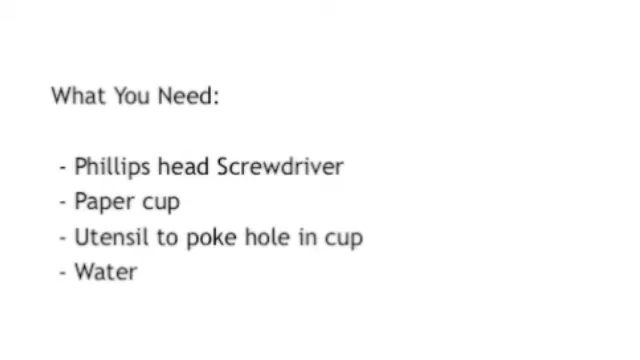 What You Need:
- Phillips head Screwdriver
- Paper cup
- Utensil to poke hole in cup
- Water